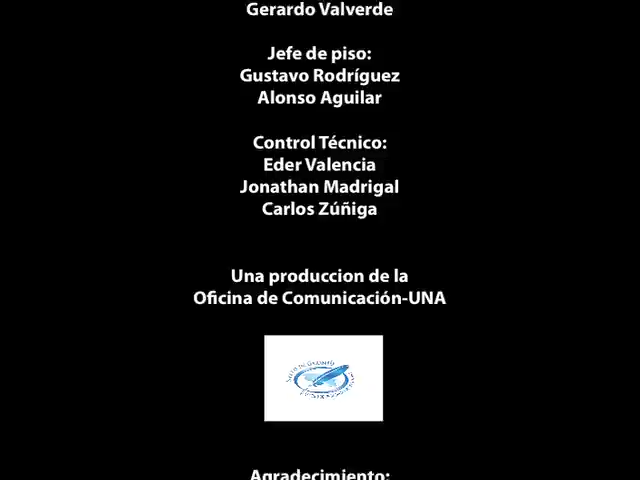 Gerardo Valverde
Jefe de piso:
Gustavo Rodríguez
Alonso Aguilar
Control Técnico:
Eder Valencia
Jonathan Madrigal
Carlos Zúñiga
Una produccion de la
Oficina de Comunicación-UNA
Agradecimiento: